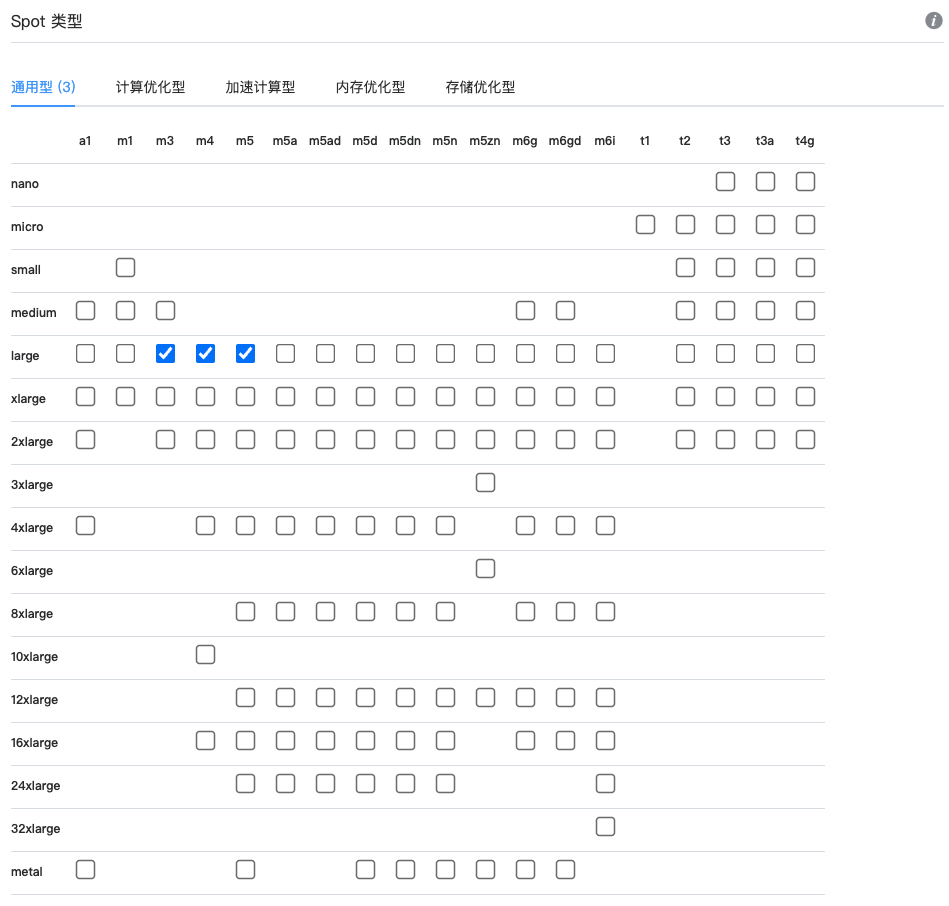 Spot 类型
通用型 (3) 计算优化型 加速计算型 内存优化型 存储优化型
a1 m1 m3 m4 m5 m5a m5ad m5d m5dn m5n m5zn m6g m6gd m6i t1 t2 t3 t3a t4g
nano
micro
small
medium
large
xlarge
2xlarge
3xlarge
4xlarge
6xlarge
8xlarge
10xlarge
12xlarge
16xlarge
24xlarge
32xlarge
metal